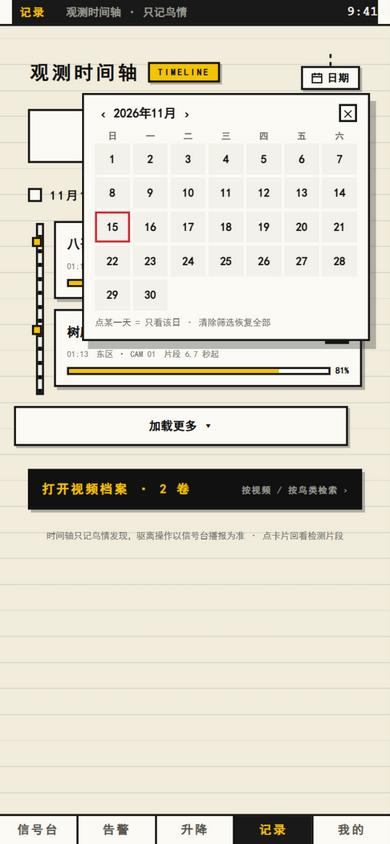 记录 观测时间轴 · 只记鸟情 9:41
观测时间轴 TIMELINE 日期
‹ 2026年11月 ›
日 一 二 三 四 五 六
1 2 3 4 5 6 7
8 9 10 11 12 13 14
15 16 17 18 19 20 21
22 23 24 25 26 27 28
29 30
点某一天 = 只看该日 · 清除筛选恢复全部
11月1
八
01:1
树
01:13 东区 · CAM 01 片段 6.7 秒起
81%
加载更多 ▾
打开视频档案 · 2 卷 按视频 / 按鸟类检索 ›
时间轴只记鸟情发现, 驱离操作以信号台播报为准 · 点卡片回看检测片段
信号台 告警 升降 记录 我的